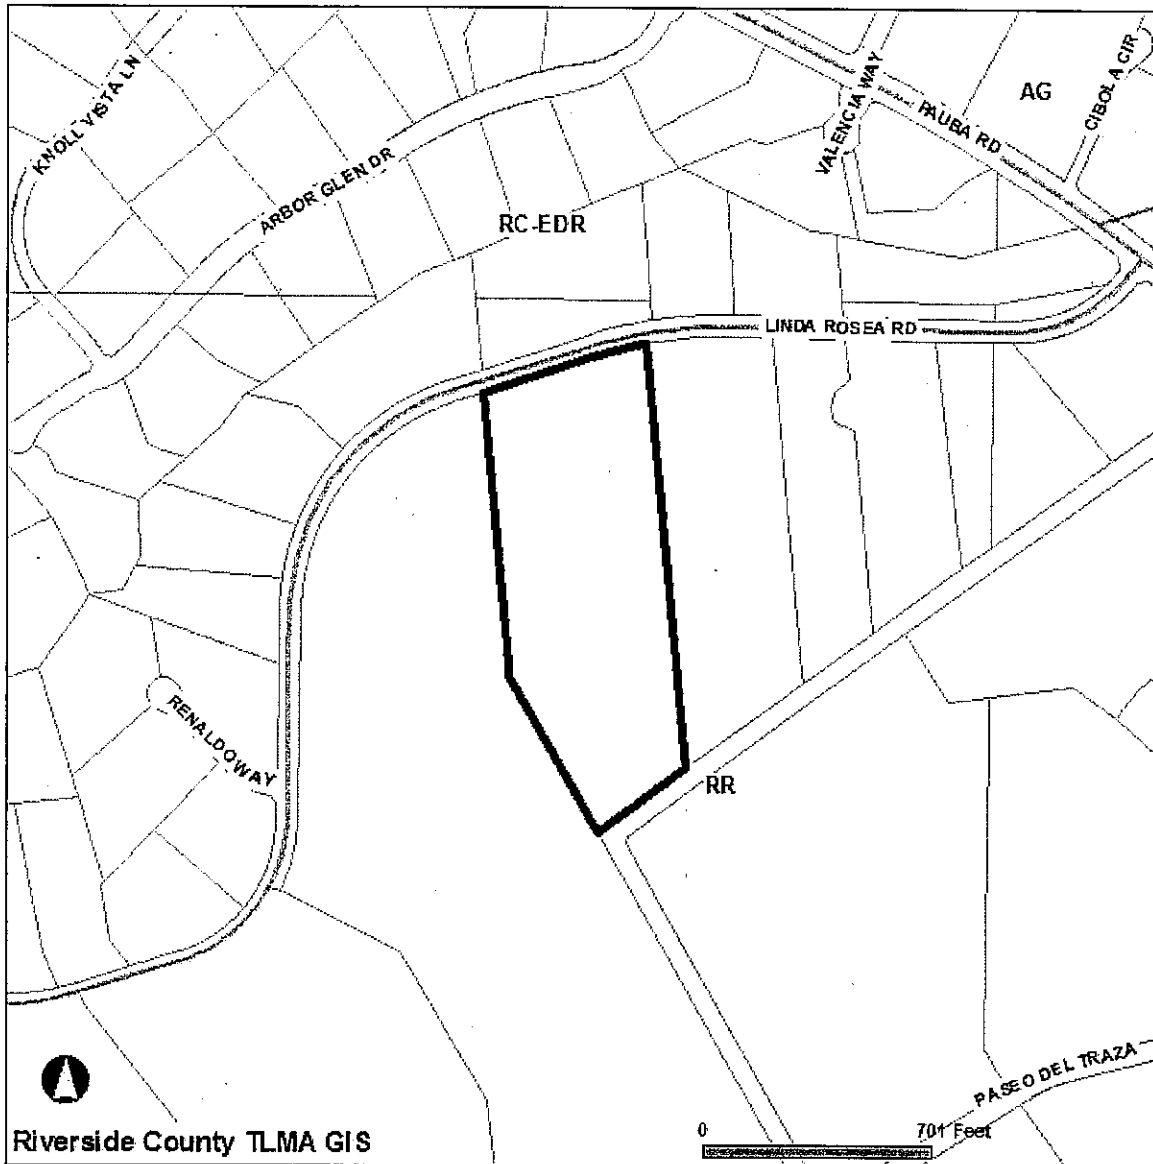 KNOLL VISTA LN
ARBOR GLEN DR
VALENCIA WAY
PAUBA RD
AG
CIBOLA CIR
RC-EDR
LINDA ROSEA RD
RENALDO WAY
RR
PASEO DEL TRAZA
Riverside County TLMA GIS
0 701 Feet